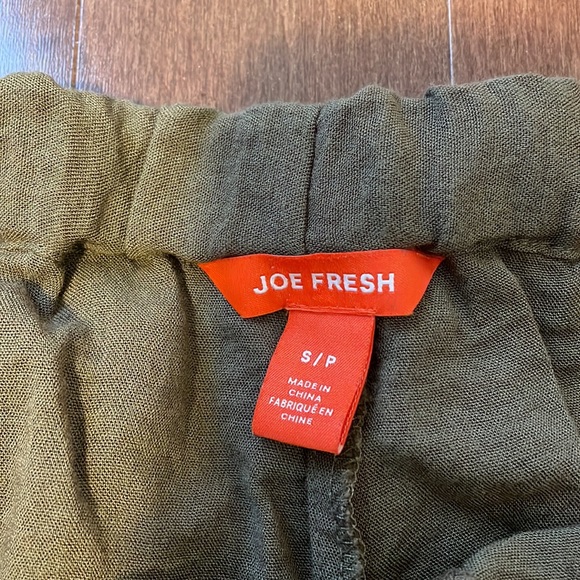 JOE FRESH
S/P
MADE IN
CHINA
FABRIQUÉ EN
CHINE